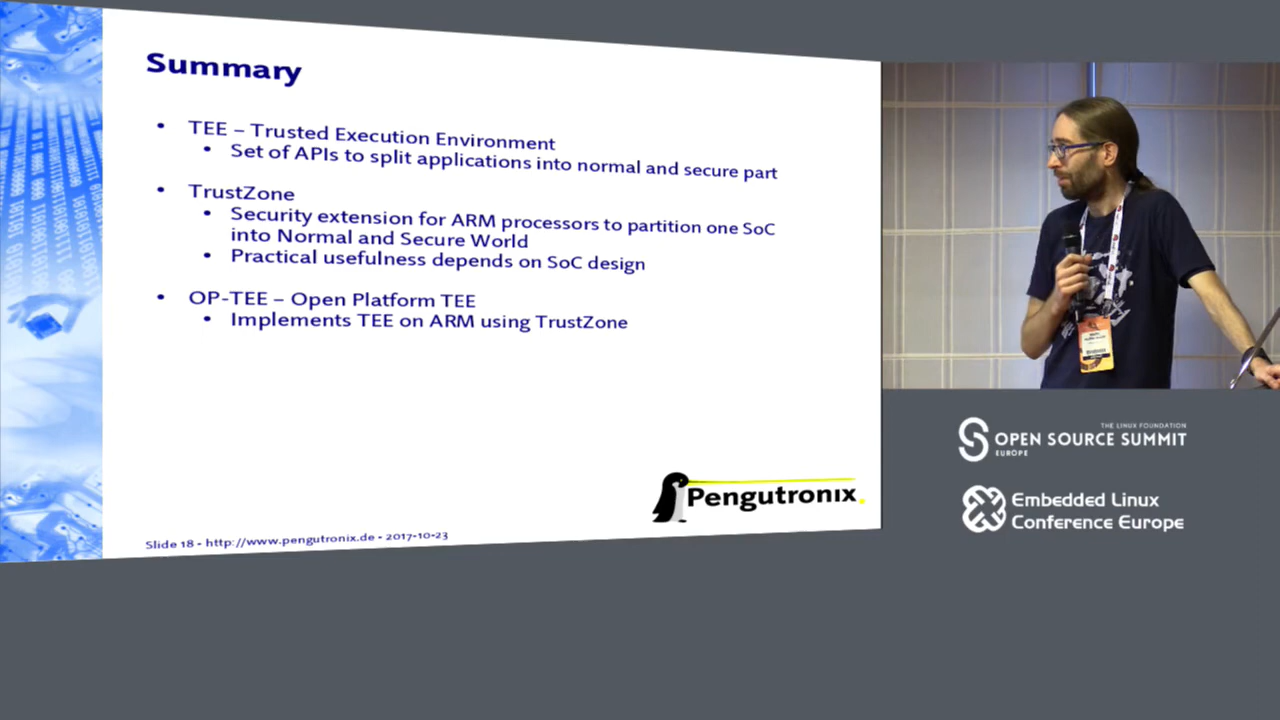 Summary
• TEE – Trusted Execution Environment
• Set of APIs to split applications into normal and secure part
• TrustZone
• Security extension for ARM processors to partition one SoC
into Normal and Secure World
• Practical usefulness depends on SoC design
• OP-TEE – Open Platform TEE
• Implements TEE on ARM using TrustZone
Pengutronix
Slide 18 - http://www.pengutronix.de - 2017-10-23
THE LINUX FOUNDATION
OPEN SOURCE SUMMIT
EUROPE
Embedded Linux
Conference Europe